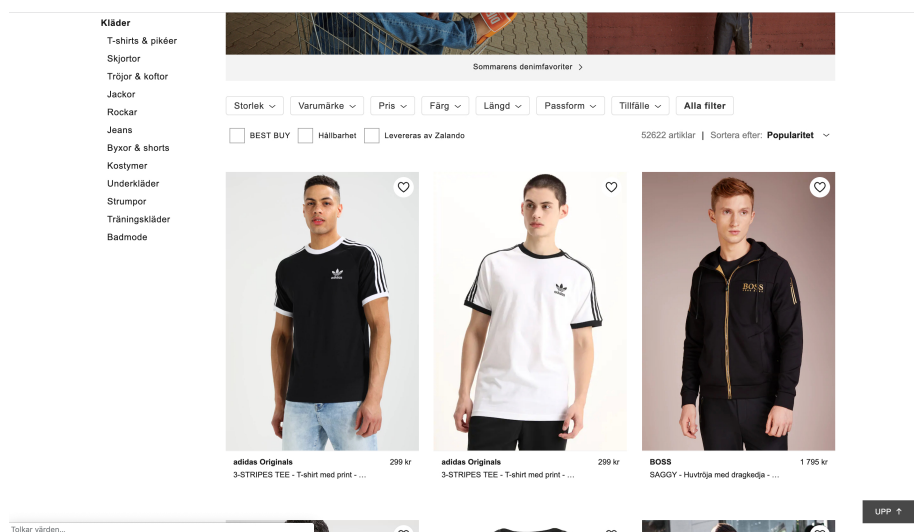 Kläder
T-shirts & pikéer
Skjortor
Tröjor & koftor
Jackor
Rockar
Jeans
Byxor & shorts
Kostymer
Underkläder
Strumpor
Träningskläder
Badmode
Sommarens denimfavoriter >
Storlek Varumärke Pris Färg Längd Passform Tillfälle Alla filter
BEST BUY Hållbarhet Levereras av Zalando 52622 artiklar | Sortera efter: Popularitet
adidas
adidas
BOSS
adidas Originals 299 kr adidas Originals 299 kr BOSS 1 795 kr
3-STRIPES TEE - T-shirt med print - ... 3-STRIPES TEE - T-shirt med print - ... SAGGY - Huvtröja med dragkedja - ...
UPP ↑
Tolkar värden...